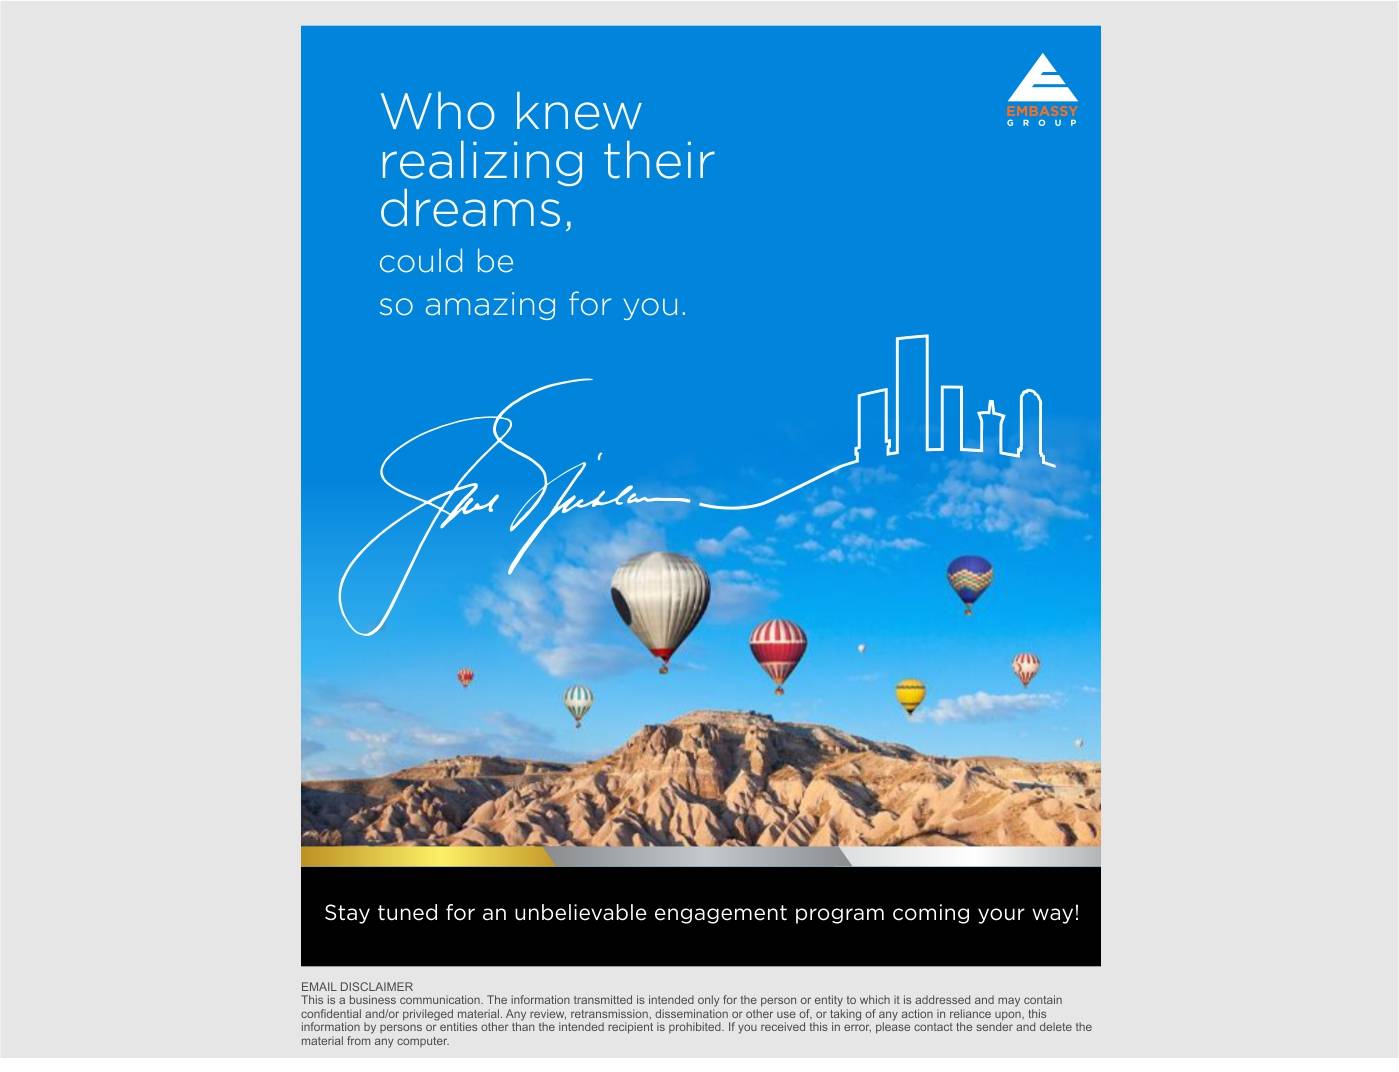 Who knew
realizing their
dreams,
could be
so amazing for you.
EMBASSY
GROUP
Stay tuned for an unbelievable engagement program coming your way!
EMAIL DISCLAIMER
This is a business communication. The information transmitted is intended only for the person or entity to which it is addressed and may contain
confidential and/or privileged material. Any review, retransmission, dissemination or other use of, or taking of any action in reliance upon, this
information by persons or entities other than the intended recipient is prohibited. If you received this in error, please contact the sender and delete the
material from any computer.